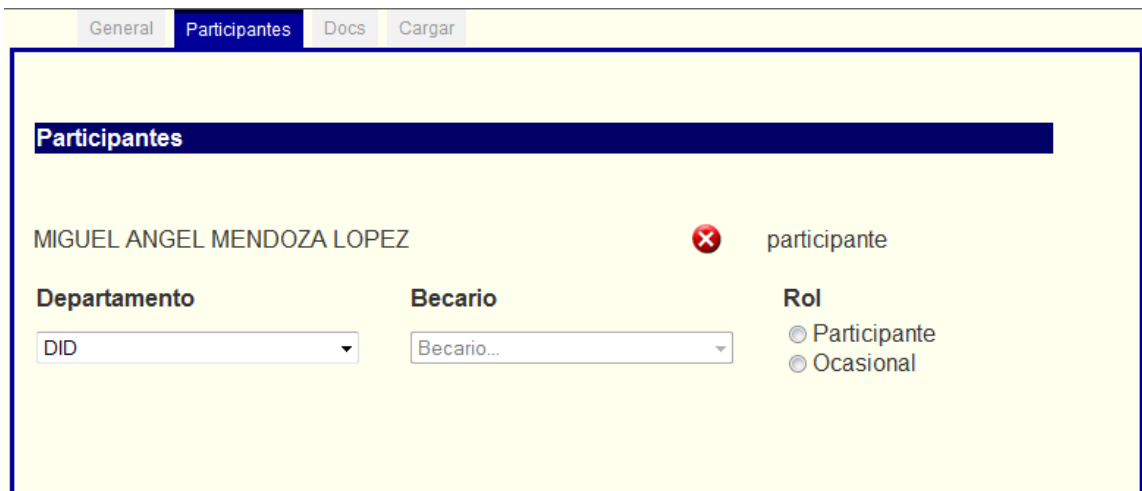 General Participantes Docs Cargar
Participantes
MIGUEL ANGEL MENDOZA LOPEZ participante
Departamento Becario Rol
DID Becario... Participante
Ocasional